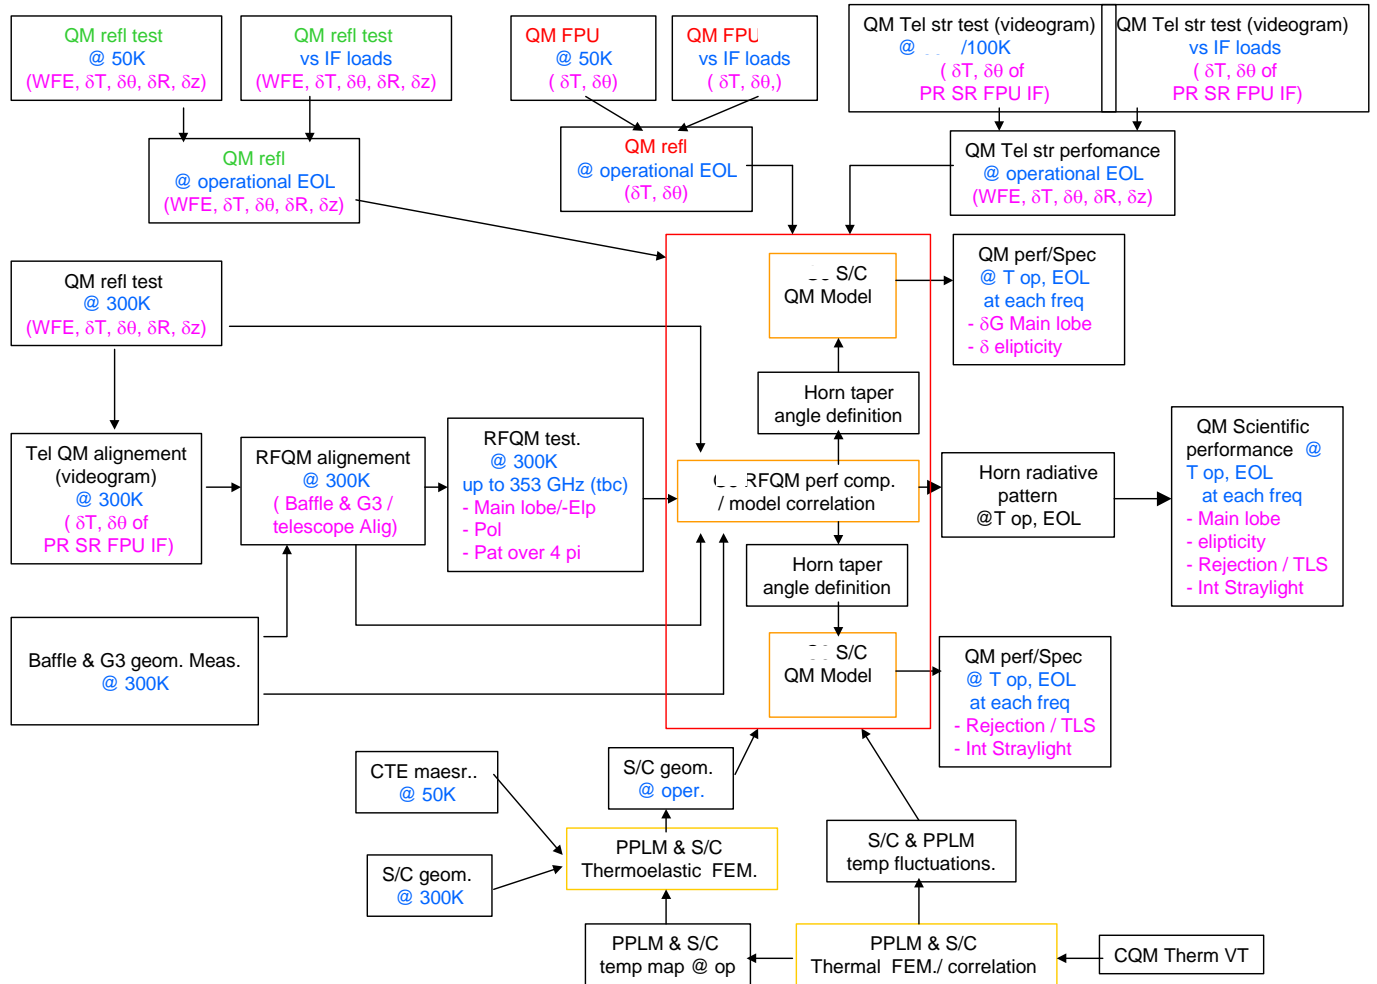 QM refl test
@ 50K
(WFE, δT, δθ, δR, δz)
QM refl test
vs IF loads
(WFE, δT, δθ, δR, δz)
QM FPU
@ 50K
( δT, δθ)
QM FPU
vs IF loads
( δT, δθ,)
QM Tel str test (videogram)
@ /100K
( δT, δθ of
PR SR FPU IF)
QM Tel str test (videogram)
vs IF loads
( δT, δθ of
PR SR FPU IF)
QM refl
@ operational EOL
(WFE, δT, δθ, δR, δz)
QM refl
@ operational EOL
(δT, δθ)
QM Tel str perfomance
@ operational EOL
(WFE, δT, δθ, δR, δz)
QM refl test
@ 300K
(WFE, δT, δθ, δR, δz)
S/C
QM Model
QM perf/Spec
@ T op, EOL
at each freq
- δG Main lobe
- δ elipticity
Horn taper
angle definition
Tel QM alignement
(videogram)
@ 300K
( δT, δθ of
PR SR FPU IF)
RFQM alignement
@ 300K
( Baffle & G3 /
telescope Alig)
RFQM test.
@ 300K
up to 353 GHz (tbc)
- Main lobe/-Elp
- Pol
- Pat over 4 pi
RFQM perf comp.
/ model correlation
Horn radiative
pattern
@T op, EOL
QM Scientific
performance @
T op, EOL
at each freq
- Main lobe
- elipticity
- Rejection / TLS
- Int Straylight
Horn taper
angle definition
Baffle & G3 geom. Meas.
@ 300K
S/C
QM Model
QM perf/Spec
@ T op, EOL
at each freq
- Rejection / TLS
- Int Straylight
CTE maesr..
@ 50K
S/C geom.
@ oper.
S/C geom.
@ 300K
PPLM & S/C
Thermoelastic FEM.
S/C & PPLM
temp fluctuations.
PPLM & S/C
temp map @ op
PPLM & S/C
Thermal FEM./ correlation
CQM Therm VT